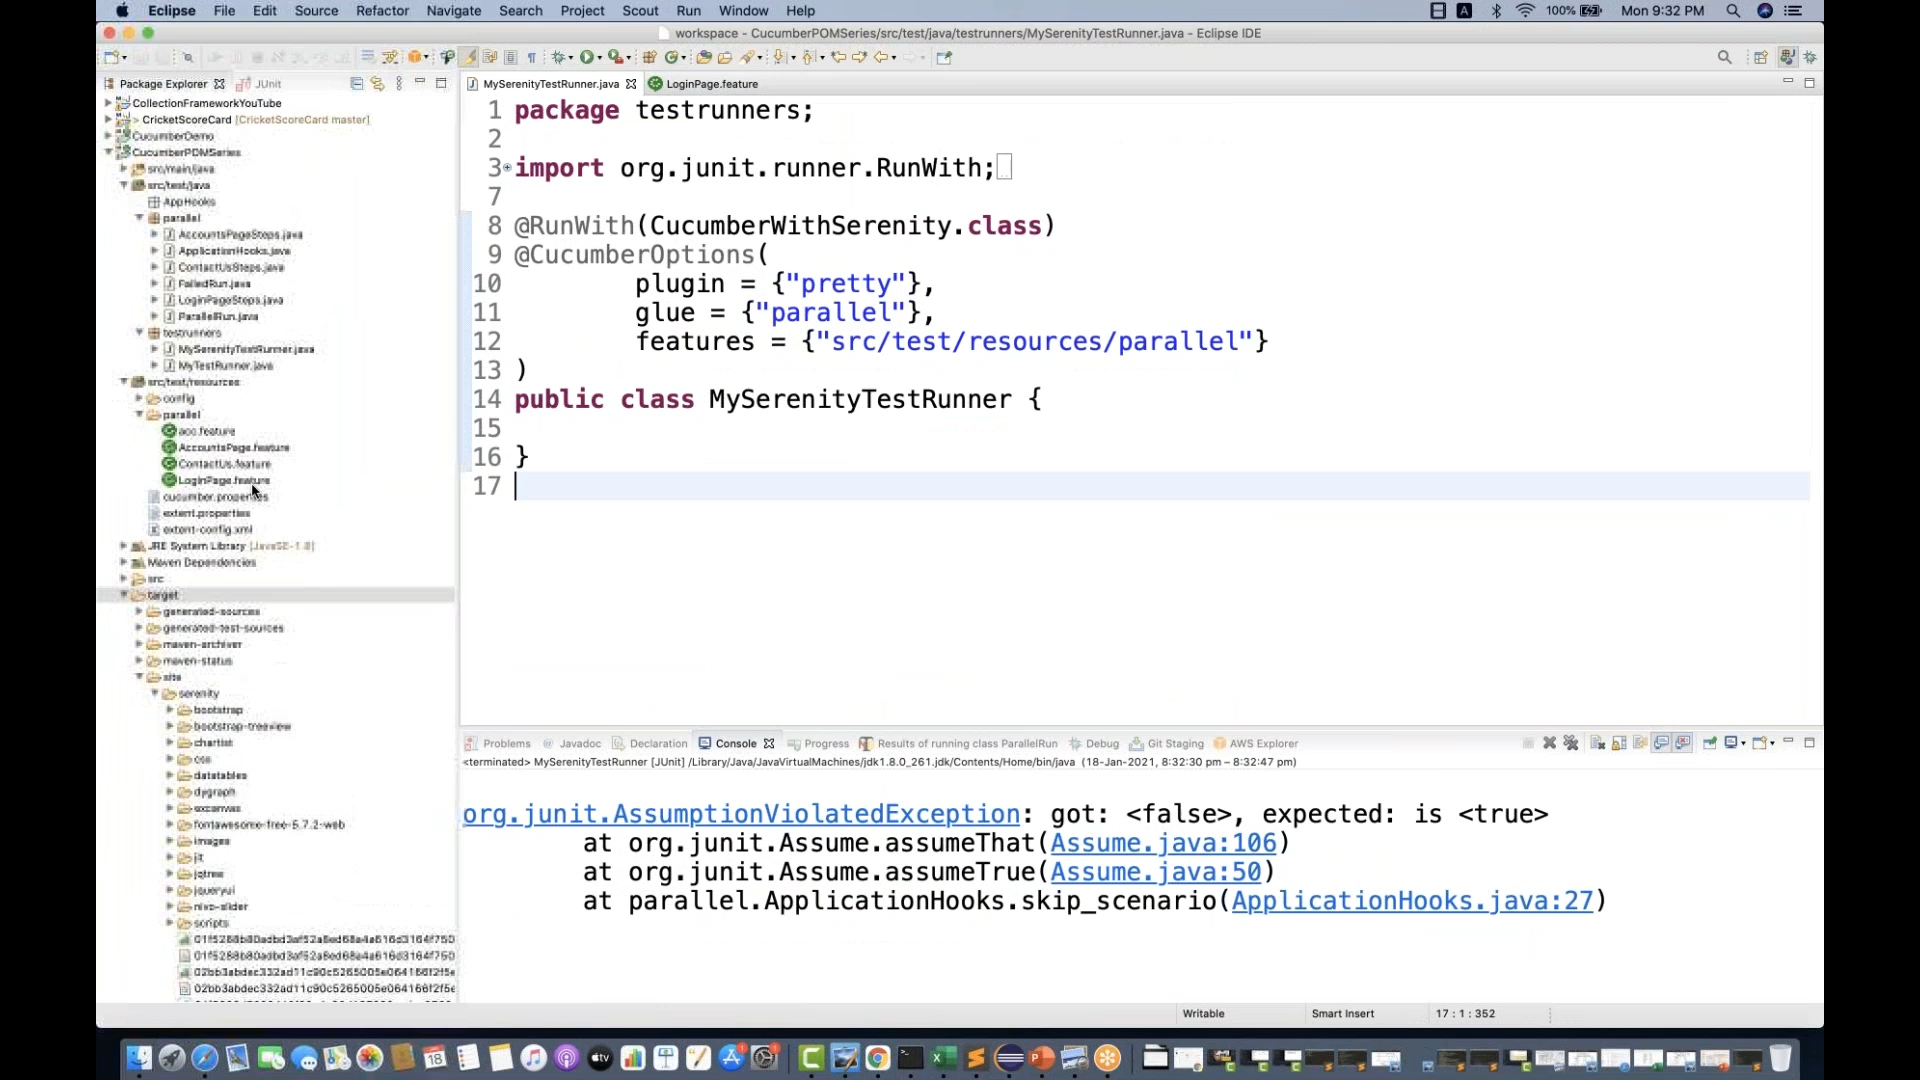 Eclipse File Edit Source Refactor Navigate Search Project Scout Run Window Help 100% Mon 9:32 PM
workspace - CucumberPOMSeries/src/test/java/testrunners/MySerenityTestRunner.java - Eclipse IDE
Package Explorer JUnit
MySerenityTestRunner.java LoginPage.feature
CollectionFrameworkYouTube
> CricketScoreCard [CricketScoreCard master]
CucumberDemo
CucumberPOMSeries
src/main/java
src/test/java
AppHooks
parallel
AccountsPageSteps.java
ApplicationHooks.java
ContactUsSteps.java
FailedRun.java
LoginPageSteps.java
ParallelRun.java
testrunners
MySerenityTestRunner.java
MyTestRunner.java
src/test/resources
config
parallel
acc.feature
AccountsPage.feature
ContactUs.feature
LoginPage.feature
cucumber.properties
extent.properties
extent-config.xml
JRE System Library [JavaSE-1.8]
Maven Dependencies
src
target
generated-sources
generated-test-sources
maven-archiver
maven-status
site
serenity
bootstrap
bootstrap-treeview
chartist
css
datatables
dygraph
excanvas
fontawesome-free-5.7.2-web
images
jit
jqtree
jqueryui
nivo-slider
scripts
1 package testrunners;
2
3 import org.junit.runner.RunWith;
7
8 @RunWith(CucumberWithSerenity.class)
9 @CucumberOptions(
10 plugin = {"pretty"},
11 glue = {"parallel"},
12 features = {"src/test/resources/parallel"}
13 )
14 public class MySerenityTestRunner {
15
16 }
17
Problems Javadoc Declaration Console Progress Results of running class ParallelRun Debug Git Staging AWS Explorer
<terminated> MySerenityTestRunner [JUnit] /Library/Java/JavaVirtualMachines/jdk1.8.0_261.jdk/Contents/Home/bin/java (18-Jan-2021, 8:32:30 pm – 8:32:47 pm)
org.junit.AssumptionViolatedException: got: <false>, expected: is <true>
at org.junit.Assume.assumeThat(Assume.java:106)
at org.junit.Assume.assumeTrue(Assume.java:50)
at parallel.ApplicationHooks.skip_scenario(ApplicationHooks.java:27)
Writable Smart Insert 17 : 1 : 352